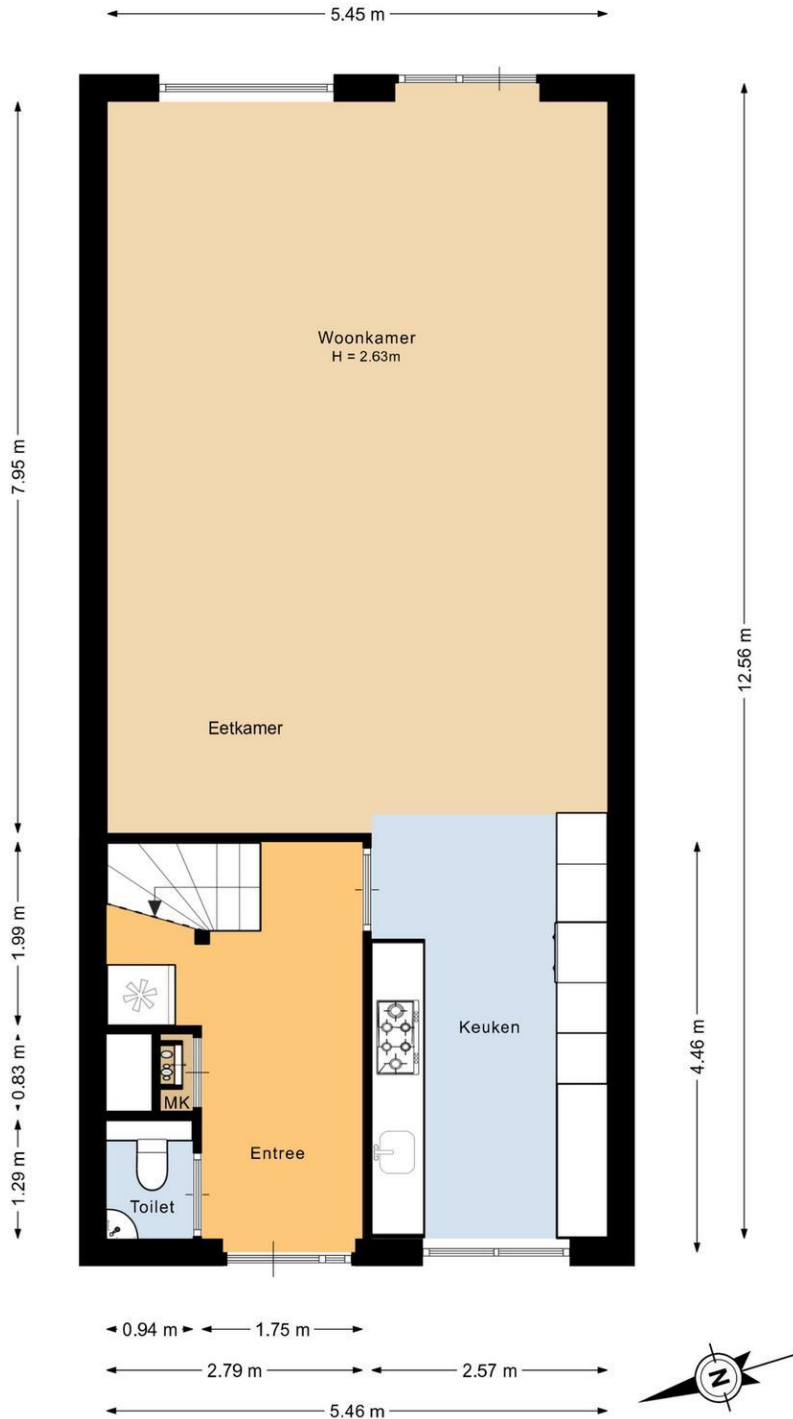 5.45 m
Woonkamer
H = 2.63m
7.95 m
12.56 m
Eetkamer
1.99 m
Keuken
4.46 m
0.83 m
MK
Entree
1.29 m
Toilet
0.94 m
1.75 m
2.79 m
2.57 m
5.46 m
N